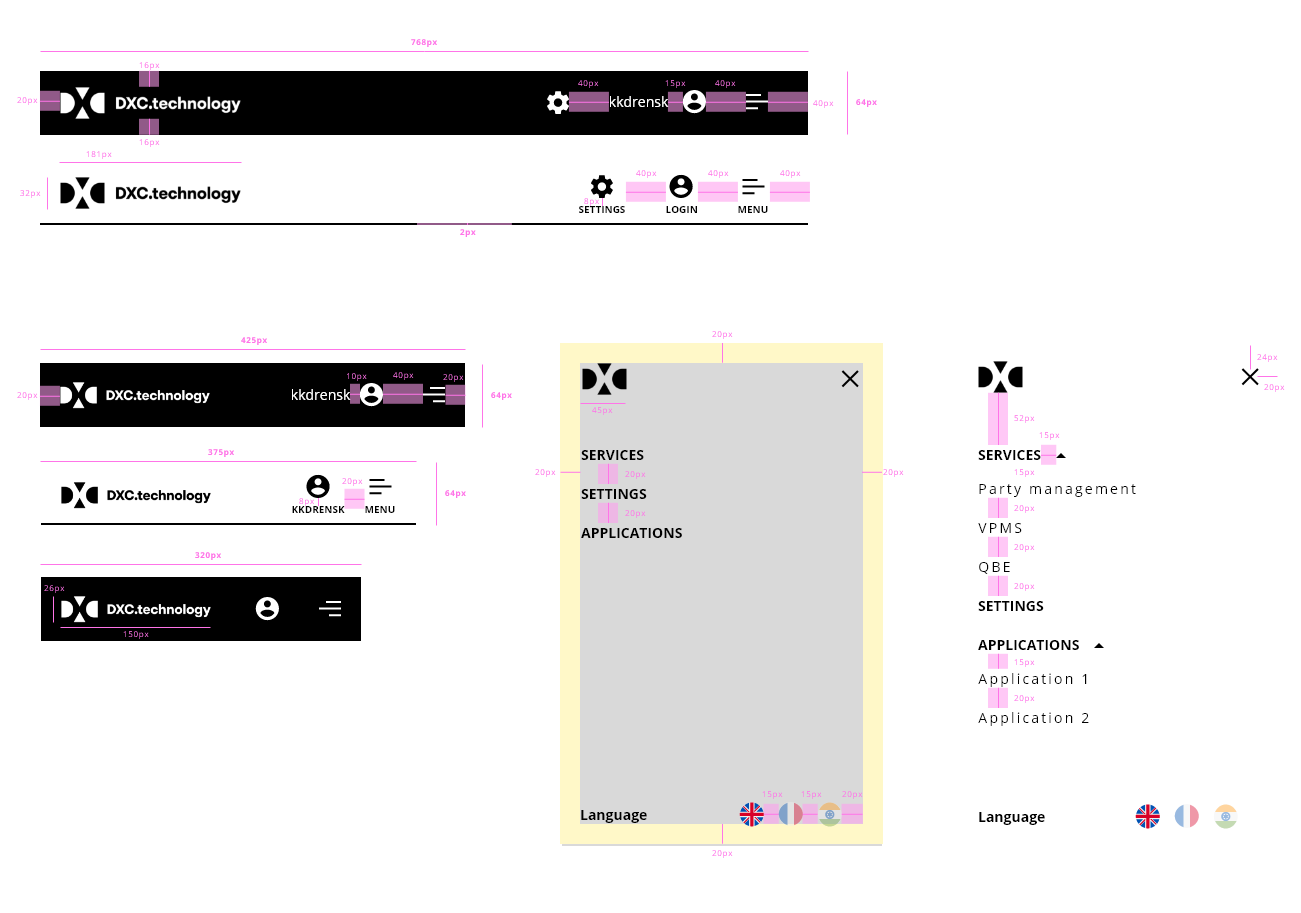 768px
16px
20px
DXC.technology
40px
kkdrensk
15px
40px
40px
64px
16px
181px
32px
DXC.technology
40px
40px
40px
8px
SETTINGS
LOGIN
MENU
2px
425px
20px
DXC.technology
kkdrensk
10px
40px
20px
64px
375px
DXC.technology
8px
20px
KKDRENSK
MENU
64px
320px
26px
DXC.technology
150px
20px
45px
20px
20px
SERVICES
20px
SETTINGS
20px
APPLICATIONS
15px
15px
20px
Language
20px
24px
20px
52px
15px
SERVICES
15px
Party management
20px
VPMS
20px
QBE
20px
SETTINGS
APPLICATIONS
15px
Application 1
20px
Application 2
Language